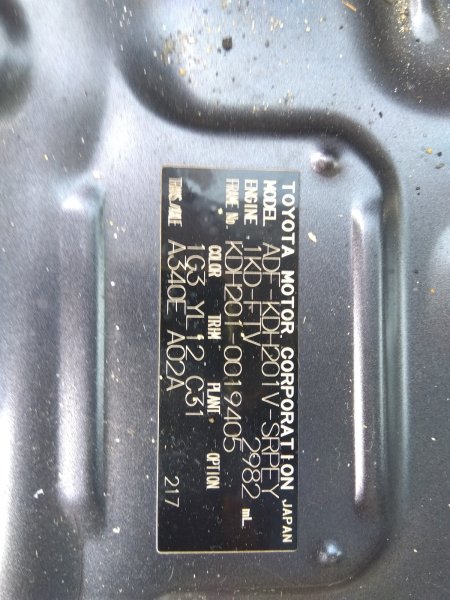 TOYOTA MOTOR CORPORATION JAPAN
MODEL ADF-KDH201V-SRPEY
ENGINE 1KD-FTV 2982 mL
FRAME No. KDH201-0019405
COLOR TRIM PLANT OPTION
1G3 YL12 C31
TRANS./AXLE A340E A02A
217